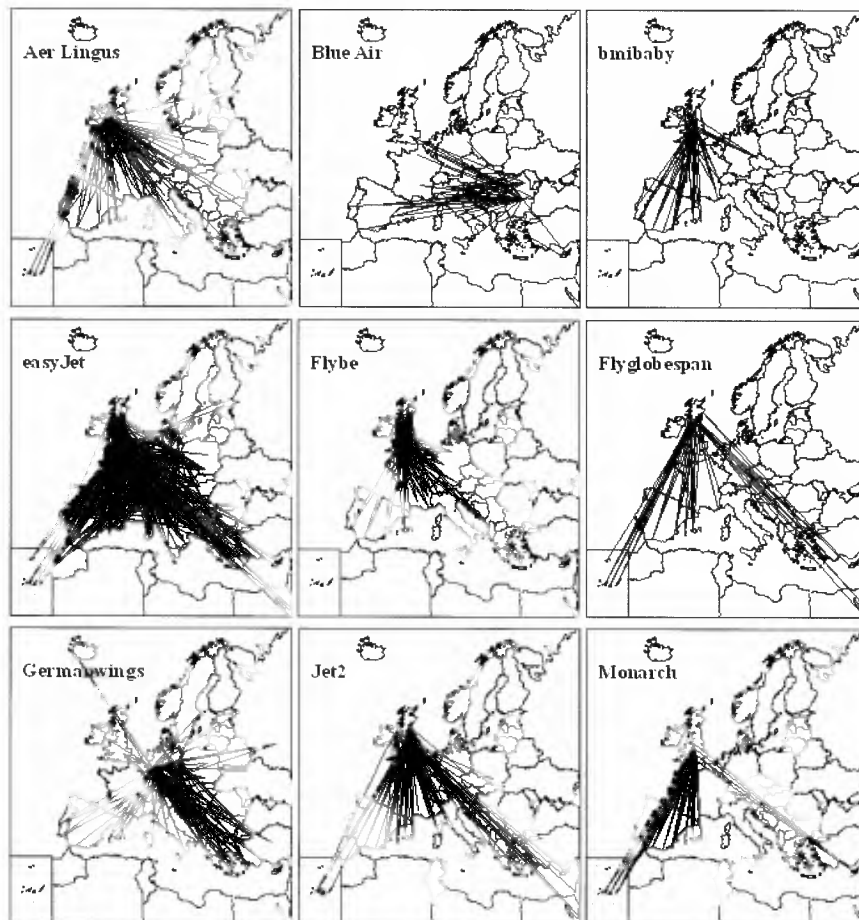 Aer Lingus
Blue Air
bmibaby
easyJet
Flybe
Flyglobespan
Germanwings
Jet2
Monarch